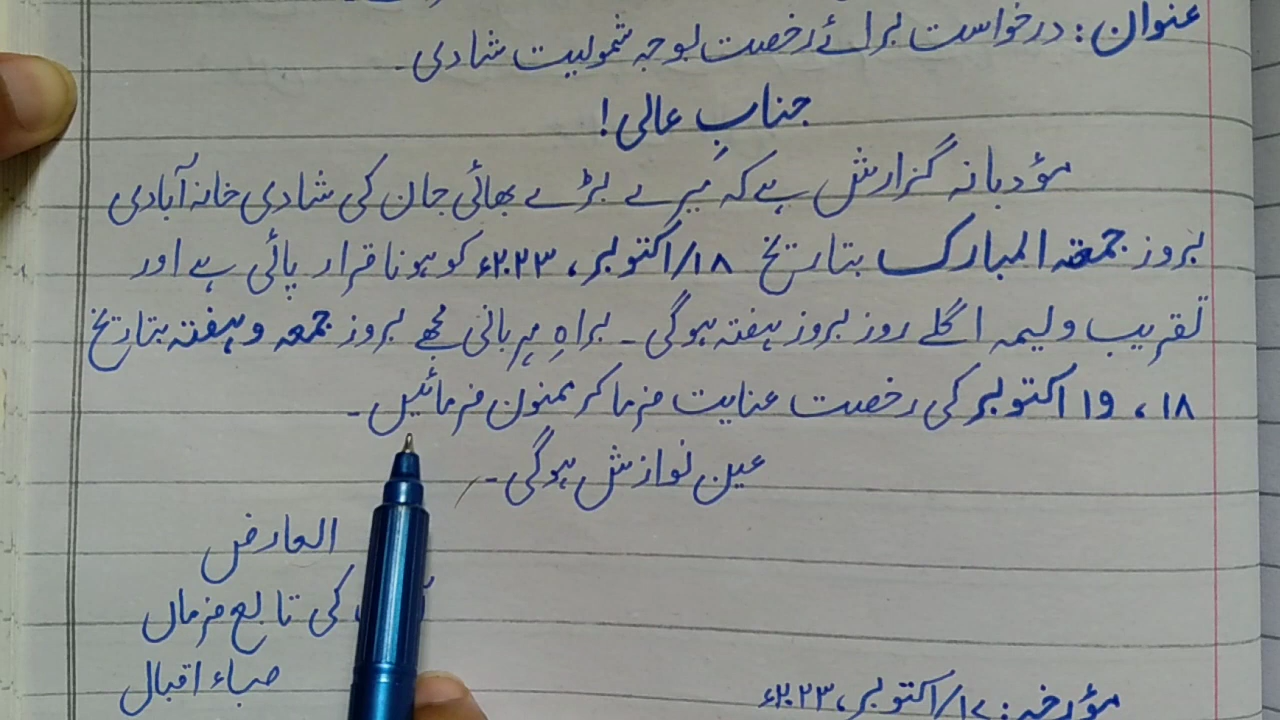 عنوان: درخواست برائے رخصت بوجہ شمولیت شادی۔
جنابِ عالی!
مؤدبانہ گزارش ہے کہ میرے بڑے بھائی جان کی شادی خانہ آبادی
بروز جمعۃ المبارک بتاریخ ۱۸/اکتوبر، ۲۰۲۳ء کو ہونا قرار پائی ہے اور
تقریب ولیمہ اگلے روز بروز ہفتہ ہوگی۔ براہِ مہربانی مجھے بروز جمعہ و ہفتہ بتاریخ
۱۸، ۱۹ اکتوبر کی رخصت عنایت فرما کر ممنون فرمائیں۔
عین نوازش ہوگی۔
العارض
کی تابع فرماں
صباء اقبال
مؤرخہ: ۱۷/اکتوبر، ۲۰۲۳ء